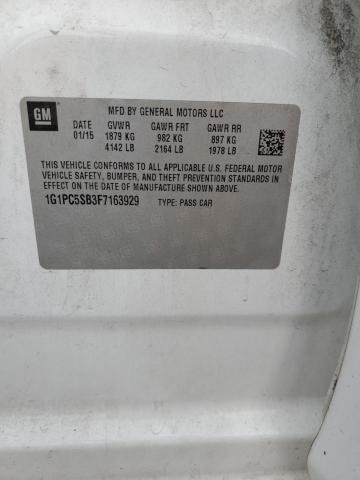 GM
MFD BY GENERAL MOTORS LLC
DATE GVWR GAWR FRT GAWR RR
01/15 1879 KG 982 KG 897 KG
4142 LB 2164 LB 1978 LB
THIS VEHICLE CONFORMS TO ALL APPLICABLE U.S. FEDERAL MOTOR
VEHICLE SAFETY, BUMPER, AND THEFT PREVENTION STANDARDS
IN EFFECT ON THE DATE OF MANUFACTURE SHOWN ABOVE.
1G1PC5SB3F7163929 TYPE: PASS CAR